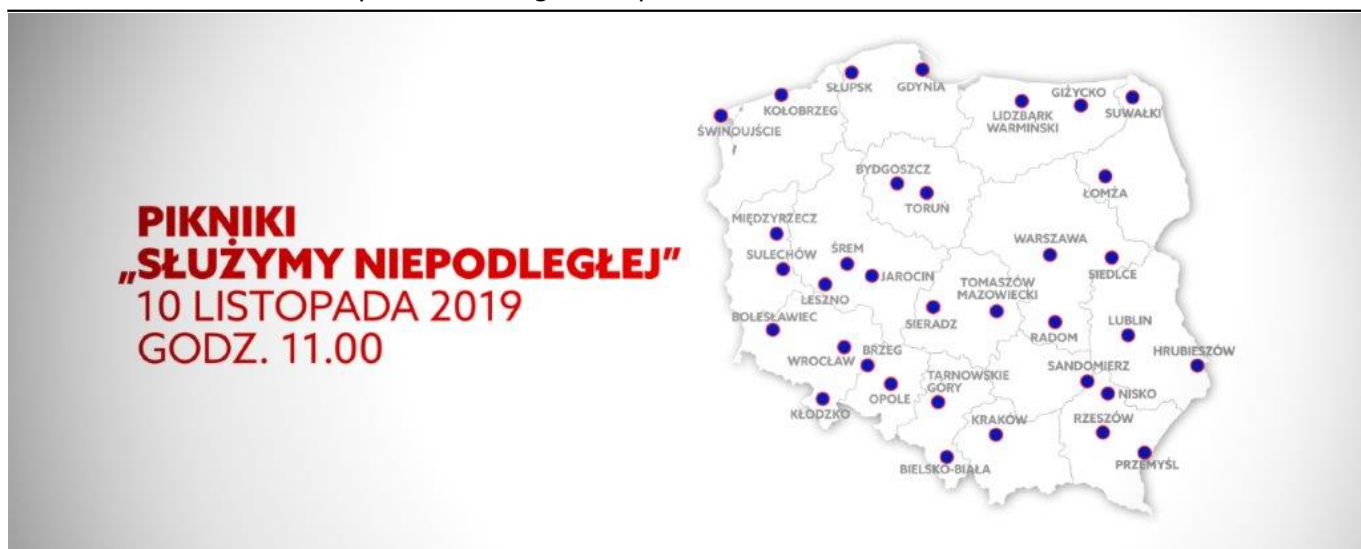 PIKNIKI
„SŁUŻYMY NIEPODLEGŁEJ”
10 LISTOPADA 2019
GODZ. 11.00
SŁUPSK
GDYNIA
KOŁOBRZEG
ŚWINOUJŚCIE
GIŻYCKO
LIDZBARK
WARMIŃSKI
SUWAŁKI
BYDGOSZCZ
TORUŃ
ŁOMŻA
MIĘDZYRZECZ
SULECHÓW
ŚREM
JAROCIN
LESZNO
WARSZAWA
SIEDLCE
TOMASZÓW
MAZOWIECKI
SIERADZ
RADOM
LUBLIN
HRUBIESZÓW
BOLESŁAWIEC
WROCŁAW
BRZEG
OPOLE
KŁODZKO
TARNOWSKIE
GÓRY
SANDOMIERZ
NISKO
KRAKÓW
RZESZÓW
BIELSKO-BIAŁA
PRZEMYŚL